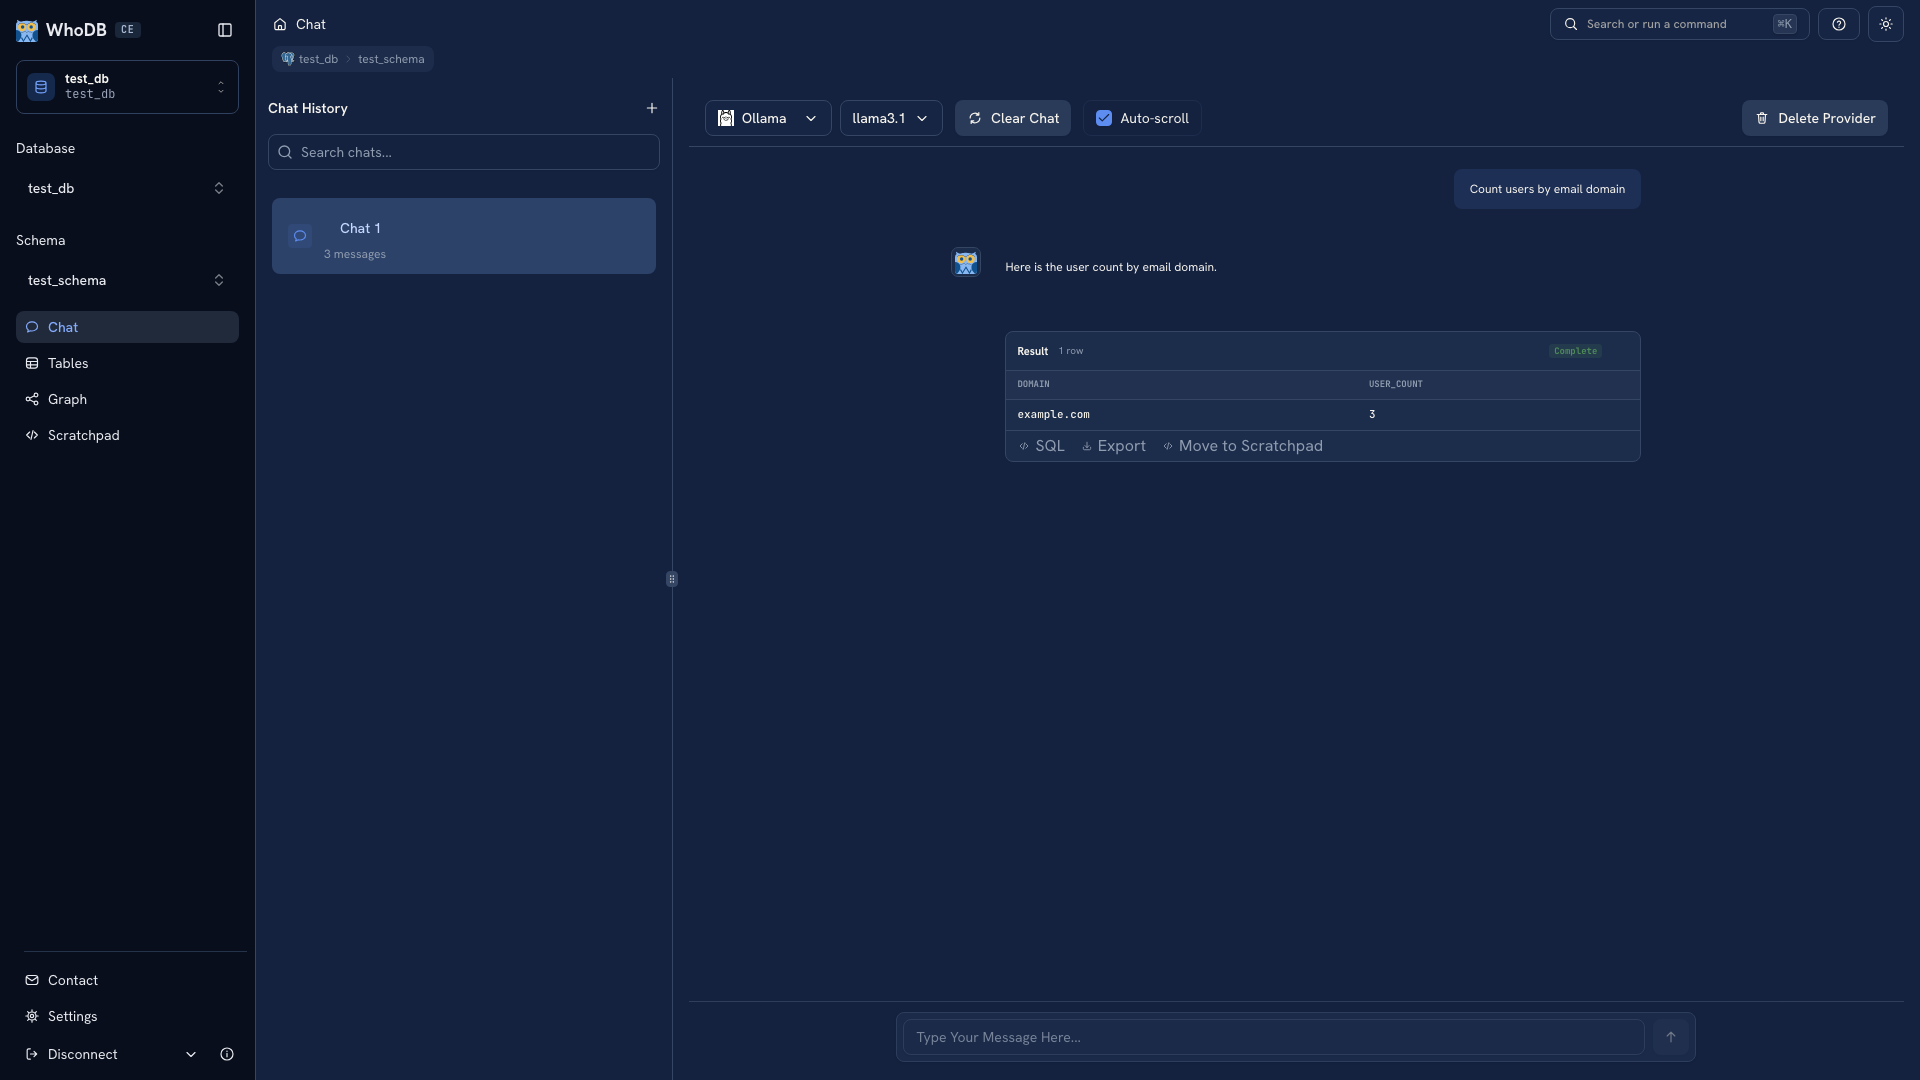 WhoDB CE
test_db
test_db
Database
test_db
Schema
test_schema
Chat
Tables
Graph
Scratchpad
Contact
Settings
Disconnect
Chat
Search or run a command ⌘K
test_db test_schema
Chat History
Search chats...
Chat 1
3 messages
Ollama
llama3.1
Clear Chat
Auto-scroll
Delete Provider
Count users by email domain
Here is the user count by email domain.
Result 1 row Complete
DOMAIN USER_COUNT
example.com 3
SQL Export Move to Scratchpad
Type Your Message Here...